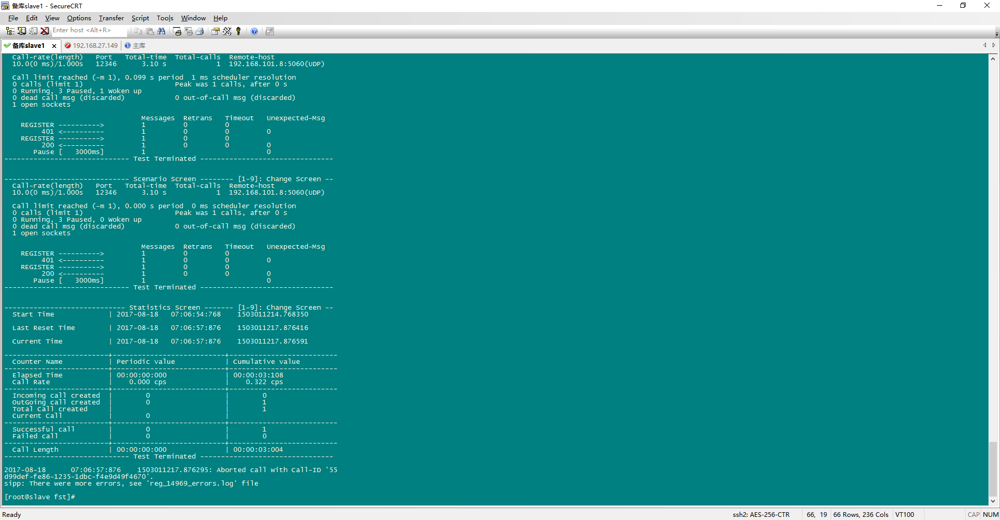 备库slave1 - SecureCRT
File Edit View Options Transfer Script Tools Window Help
Enter host <Alt+R>
备库slave1 192.168.27.149 主库
Call-rate(length)   Port   Total-time  Total-calls  Remote-host
10.0(0 ms)/1.000s   12346      3.10 s            1  192.168.101.8:5060(UDP)
Call limit reached (-m 1), 0.099 s period  1 ms scheduler resolution
0 calls (limit 1)                      Peak was 1 calls, after 0 s
0 Running, 3 Paused, 1 Woken up
0 dead call msg (discarded)            0 out-of-call msg (discarded)
1 open sockets
Messages  Retrans   Timeout   Unexpected-Msg
REGISTER ---------->         1         0         0
401 <----------         1         0         0         0
REGISTER ---------->         1         0         0
200 <----------         1         0         0         0
Pause [   3000ms]         1                             0
------------------------------ Test Terminated --------------------------------
------------------------------ Scenario Screen -------- [1-9]: Change Screen --
Call-rate(length)   Port   Total-time  Total-calls  Remote-host
10.0(0 ms)/1.000s   12346      3.10 s            1  192.168.101.8:5060(UDP)
Call limit reached (-m 1), 0.000 s period  0 ms scheduler resolution
0 calls (limit 1)                      Peak was 1 calls, after 0 s
0 Running, 3 Paused, 0 Woken up
0 dead call msg (discarded)            0 out-of-call msg (discarded)
1 open sockets
Messages  Retrans   Timeout   Unexpected-Msg
REGISTER ---------->         1         0         0
401 <----------         1         0         0         0
REGISTER ---------->         1         0         0
200 <----------         1         0         0         0
Pause [   3000ms]         1                             0
------------------------------ Test Terminated --------------------------------
----------------------------- Statistics Screen ------- [1-9]: Change Screen --
Start Time             | 2017-08-18   07:06:54:768    1503011214.768350
Last Reset Time        | 2017-08-18   07:06:57:876    1503011217.876416
Current Time           | 2017-08-18   07:06:57:876    1503011217.876591
-------------------------+---------------------------+--------------------------
Counter Name           | Periodic value            | Cumulative value
-------------------------+---------------------------+--------------------------
Elapsed Time           | 00:00:00:000              | 00:00:03:108
Call Rate              |    0.000 cps              |    0.322 cps
-------------------------+---------------------------+--------------------------
Incoming call created  |        0                  |        0
OutGoing call created  |        0                  |        1
Total Call created     |                           |        1
Current Call           |        0                  |
-------------------------+---------------------------+--------------------------
Successful call        |        0                  |        1
Failed call            |        0                  |        0
-------------------------+---------------------------+--------------------------
Call Length            | 00:00:00:000              | 00:00:03:004
------------------------------ Test Terminated --------------------------------
2017-08-18      07:06:57:876    1503011217.876295: Aborted call with Call-ID '55
d99def-fe86-1235-1dbc-f4e9d49f4670'.
sipp: There were more errors, see 'reg_14969_errors.log' file
[root@slave fst]#
Ready ssh2: AES-256-CTR 66, 19 66 Rows, 236 Cols VT100 CAP NUM